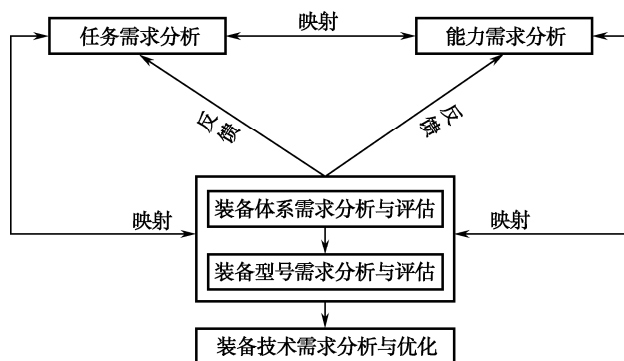 映射
任务需求分析
能力需求分析
反馈
反馈
装备体系需求分析与评估
映射
映射
装备型号需求分析与评估
装备技术需求分析与优化